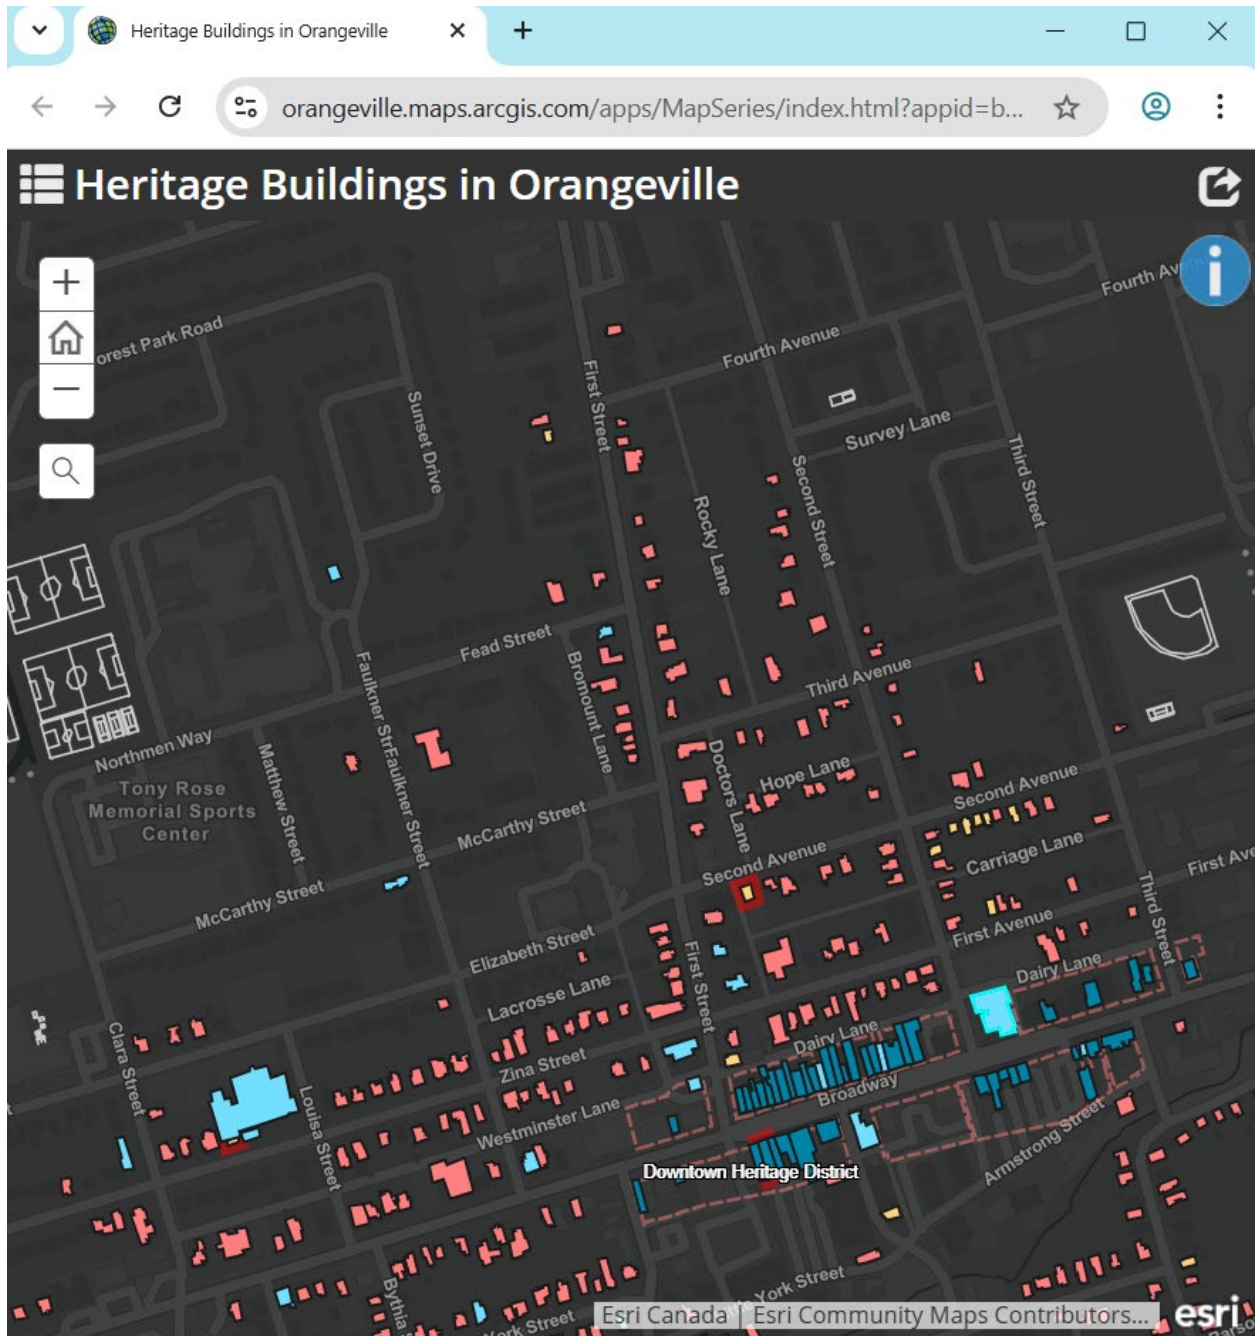 Heritage Buildings in Orangeville
orangeville.maps.arcgis.com/apps/MapSeries/index.html?appid=b...
Heritage Buildings in Orangeville
Fourth
orest Park Road
Fourth Avenue
First Street
Sunset Drive
Survey Lane
Second Street
Third Street
Rocky Lane
Fead Street
Bromount Lane
Third Avenue
Faulkner Str
Faulkner Street
Northmen Way
Matthew Street
Tony Rose
Memorial Sports
Center
Doctors Lane
Hope Lane
Second Avenue
McCarthy Street
Second Avenue
Carriage Lane
First Ave
McCarthy Street
Third Street
First Avenue
Elizabeth Street
First Street
Dairy Lane
Lacrosse Lane
Clara Street
Dairy Lane
Zina Street
Louisa Street
Broadway
Westminster Lane
Armstrong Street
Downtown Heritage District
Bythia
York Street
York Street
Esri Canada | Esri Community Maps Contributors...
esri